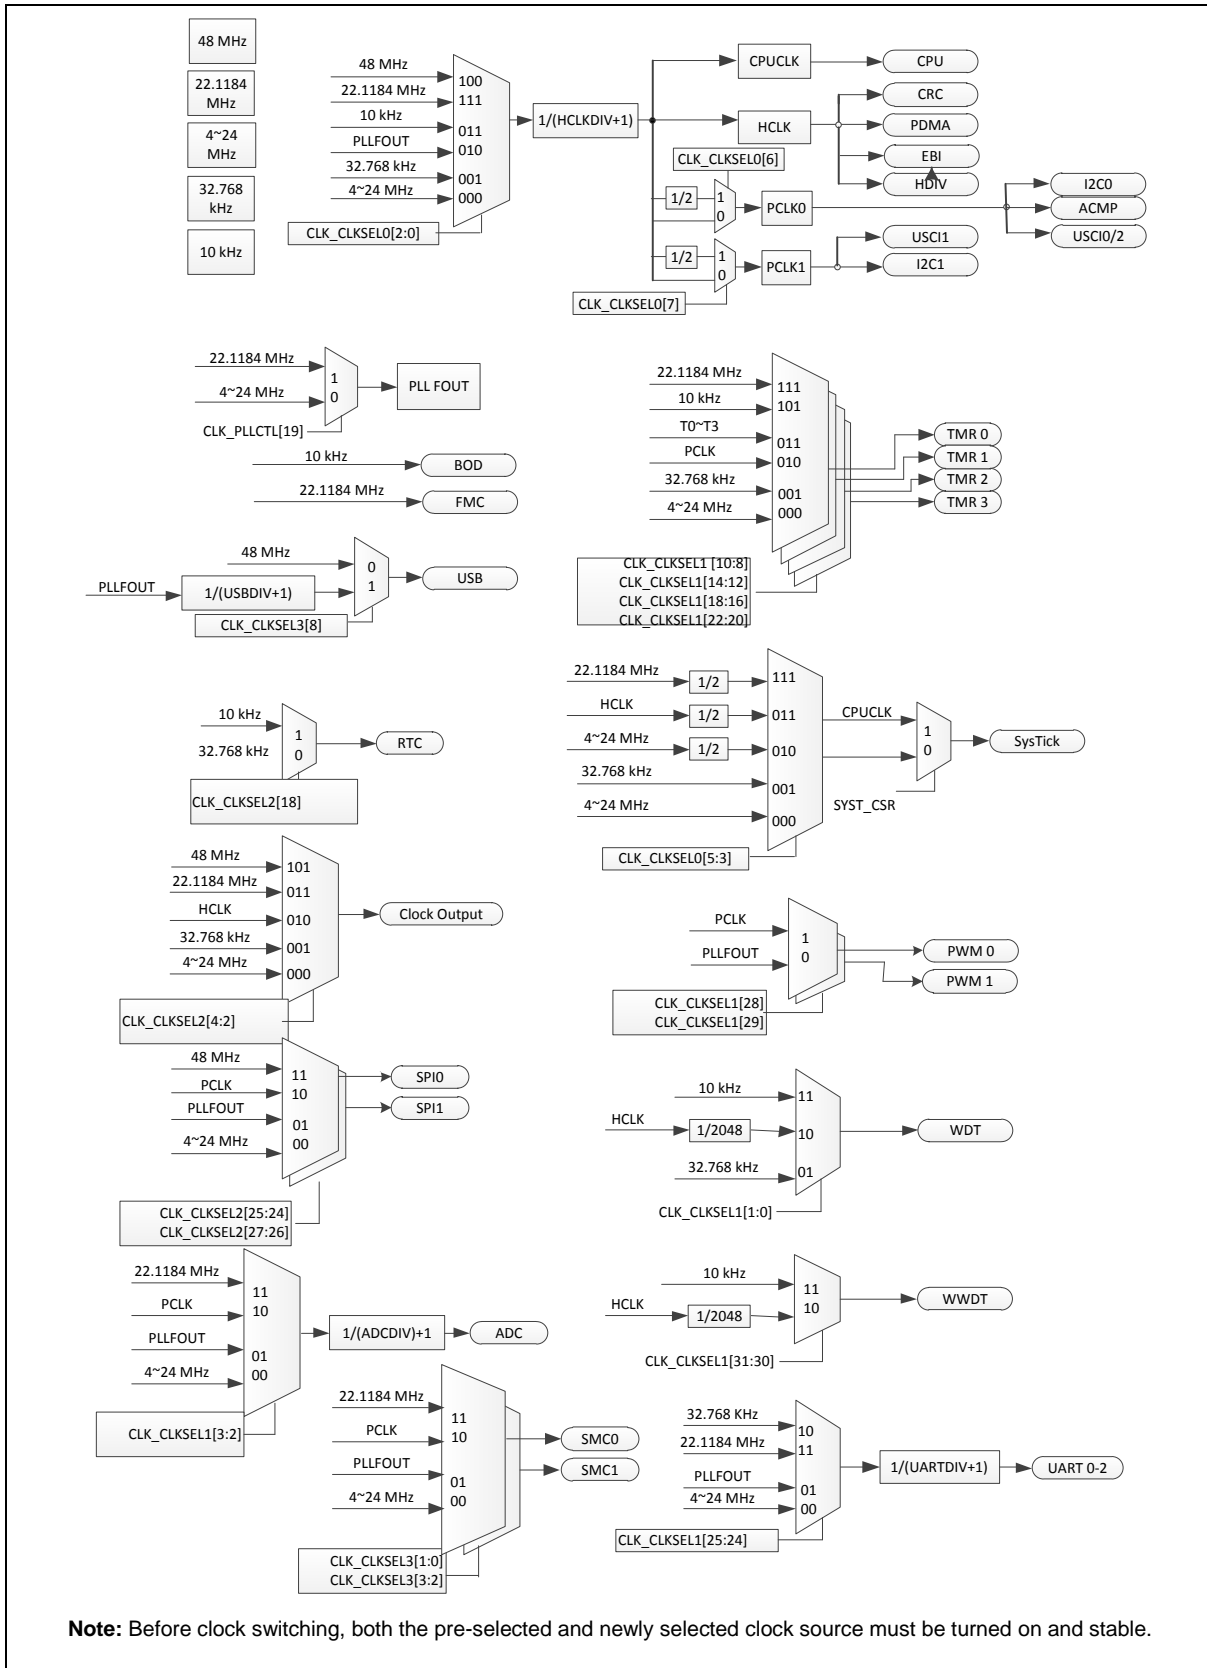 48 MHz
22.1184
MHz
4~24
MHz
32.768
kHz
10 kHz
48 MHz
22.1184 MHz
10 kHz
PLLFOUT
32.768 kHz
4~24 MHz
100
111
011
010
001
000
CLK_CLKSEL0[2:0]
1/(HCLKDIV+1)
CPUCLK
CPU
HCLK
CRC
PDMA
EBI
HDIV
CLK_CLKSEL0[6]
1/2
1
0
PCLK0
I2C0
ACMP
USCI0/2
1/2
1
0
PCLK1
USCI1
I2C1
CLK_CLKSEL0[7]
22.1184 MHz
4~24 MHz
1
0
PLL FOUT
CLK_PLLCTL[19]
10 kHz
BOD
22.1184 MHz
FMC
48 MHz
PLLFOUT
1/(USBDIV+1)
0
1
USB
CLK_CLKSEL3[8]
22.1184 MHz
10 kHz
T0~T3
PCLK
32.768 kHz
4~24 MHz
111
101
011
010
001
000
TMR 0
TMR 1
TMR 2
TMR 3
CLK_CLKSEL1 [10:8]
CLK_CLKSEL1[14:12]
CLK_CLKSEL1[18:16]
CLK_CLKSEL1[22:20]
10 kHz
32.768 kHz
1
0
RTC
CLK_CLKSEL2[18]
22.1184 MHz
1/2
111
HCLK
1/2
011
4~24 MHz
1/2
010
32.768 kHz
001
4~24 MHz
000
CLK_CLKSEL0[5:3]
CPUCLK
1
0
SysTick
SYST_CSR
48 MHz
22.1184 MHz
HCLK
32.768 kHz
4~24 MHz
101
011
010
001
000
Clock Output
CLK_CLKSEL2[4:2]
PCLK
PLLFOUT
1
0
PWM 0
PWM 1
CLK_CLKSEL1[28]
CLK_CLKSEL1[29]
48 MHz
PCLK
PLLFOUT
4~24 MHz
11
10
01
00
SPI0
SPI1
CLK_CLKSEL2[25:24]
CLK_CLKSEL2[27:26]
10 kHz
HCLK
1/2048
32.768 kHz
11
10
01
WDT
CLK_CLKSEL1[1:0]
22.1184 MHz
PCLK
PLLFOUT
4~24 MHz
11
10
01
00
1/(ADCDIV)+1
ADC
CLK_CLKSEL1[3:2]
10 kHz
HCLK
1/2048
11
10
WWDT
CLK_CLKSEL1[31:30]
22.1184 MHz
PCLK
PLLFOUT
4~24 MHz
11
10
01
00
SMC0
SMC1
CLK_CLKSEL3[1:0]
CLK_CLKSEL3[3:2]
32.768 KHz
22.1184 MHz
PLLFOUT
4~24 MHz
10
11
01
00
1/(UARTDIV+1)
UART 0-2
CLK_CLKSEL1[25:24]
Note: Before clock switching, both the pre-selected and newly selected clock source must be turned on and stable.